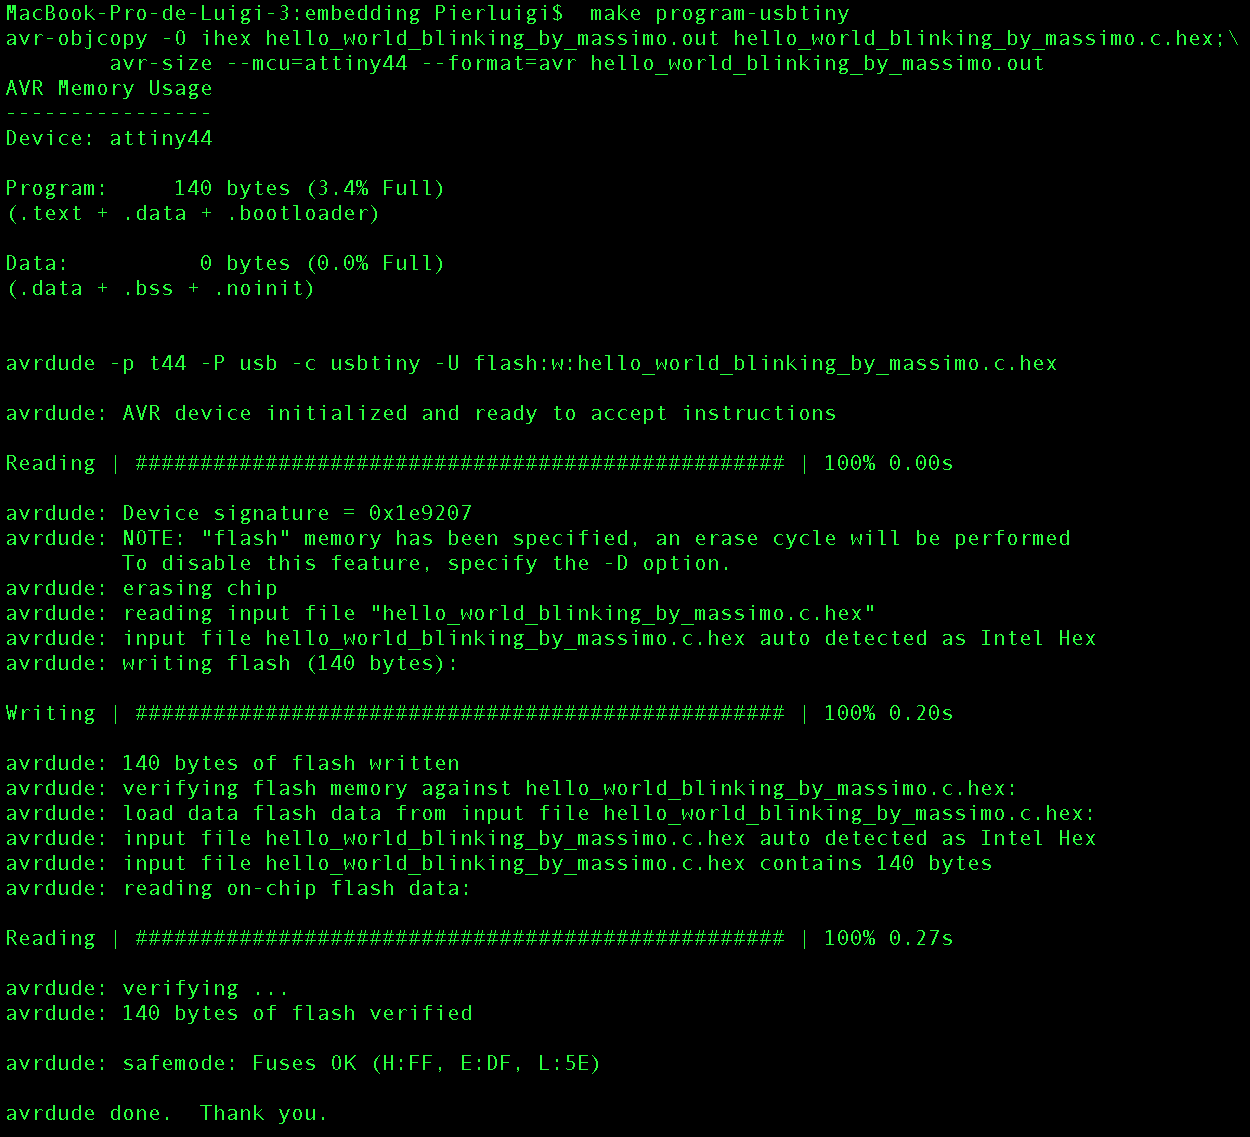 MacBook-Pro-de-Luigi-3:embedding Pierluigi$  make program-usbtiny
avr-objcopy -O ihex hello_world_blinking_by_massimo.out hello_world_blinking_by_massimo.c.hex;\
        avr-size --mcu=attiny44 --format=avr hello_world_blinking_by_massimo.out
AVR Memory Usage
----------------
Device: attiny44

Program:     140 bytes (3.4% Full)
(.text + .data + .bootloader)

Data:          0 bytes (0.0% Full)
(.data + .bss + .noinit)


avrdude -p t44 -P usb -c usbtiny -U flash:w:hello_world_blinking_by_massimo.c.hex

avrdude: AVR device initialized and ready to accept instructions

Reading | ################################################## | 100% 0.00s

avrdude: Device signature = 0x1e9207
avrdude: NOTE: "flash" memory has been specified, an erase cycle will be performed
         To disable this feature, specify the -D option.
avrdude: erasing chip
avrdude: reading input file "hello_world_blinking_by_massimo.c.hex"
avrdude: input file hello_world_blinking_by_massimo.c.hex auto detected as Intel Hex
avrdude: writing flash (140 bytes):

Writing | ################################################## | 100% 0.20s

avrdude: 140 bytes of flash written
avrdude: verifying flash memory against hello_world_blinking_by_massimo.c.hex:
avrdude: load data flash data from input file hello_world_blinking_by_massimo.c.hex:
avrdude: input file hello_world_blinking_by_massimo.c.hex auto detected as Intel Hex
avrdude: input file hello_world_blinking_by_massimo.c.hex contains 140 bytes
avrdude: reading on-chip flash data:

Reading | ################################################## | 100% 0.27s

avrdude: verifying ...
avrdude: 140 bytes of flash verified

avrdude: safemode: Fuses OK (H:FF, E:DF, L:5E)

avrdude done.  Thank you.